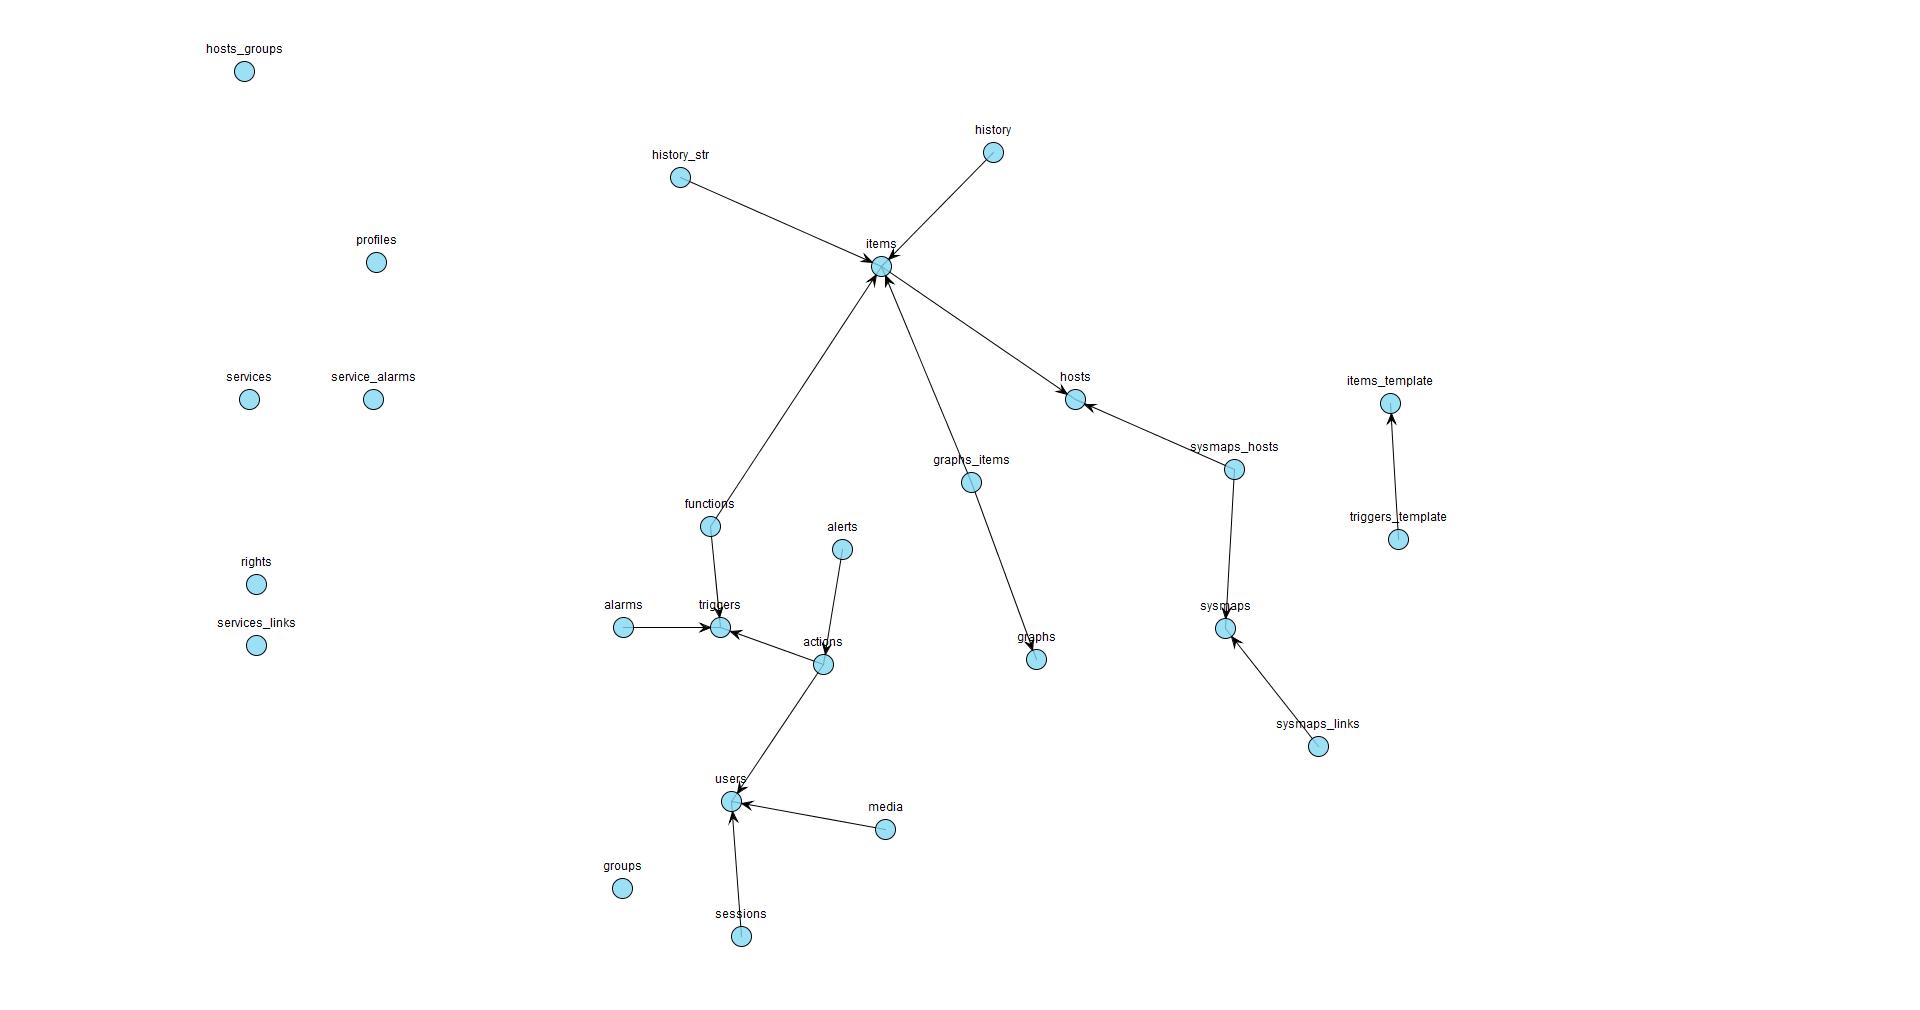 hosts_groups
history
history_str
profiles
items
services
service_alarms
hosts
items_template
sysmaps_hosts
graphs_items
functions
triggers_template
alerts
rights
alarms
triggers
sysmaps
services_links
actions
graphs
sysmaps_links
users
media
groups
sessions